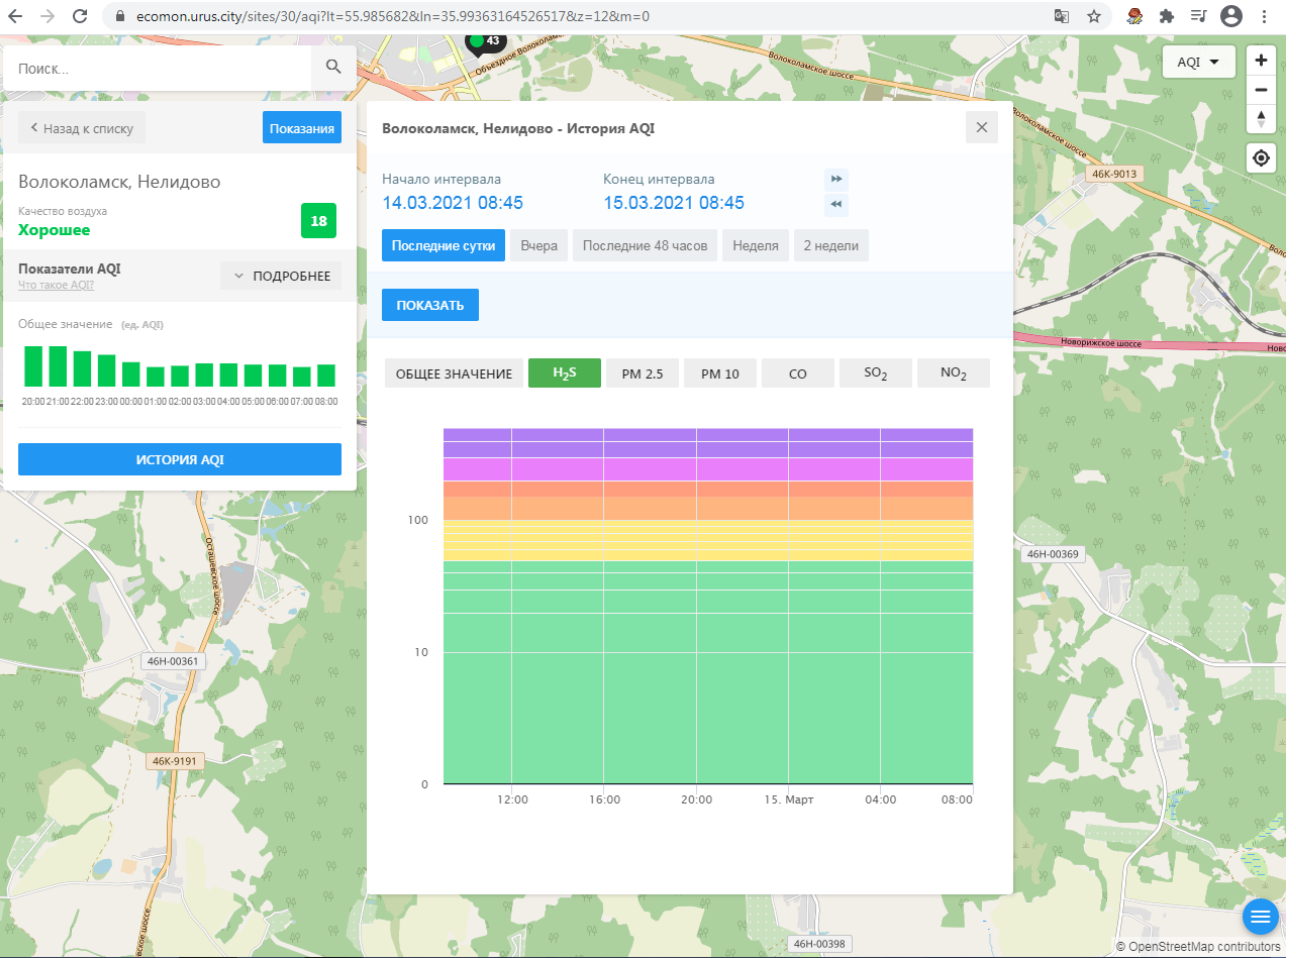 ecomon.urus.city/sites/30/aqi?lt=55.985682&ln=35.99363164526517&z=12&m=0
43
Объездное Волоколамск
Волоколамское шоссе
Поиск...
AQI
Назад к списку
Показания
Волоколамск, Нелидово - История AQI
Волоколамское шоссе
46К-9013
Волоколамск, Нелидово
Начало интервала
Конец интервала
14.03.2021 08:45
15.03.2021 08:45
Качество воздуха
Хорошее
18
Последние сутки
Вчера
Последние 48 часов
Неделя
2 недели
Показатели AQI
Что такое AQI?
ПОДРОБНЕЕ
ПОКАЗАТЬ
Общее значение (ед. AQI)
Новорижское шоссе
Ново
ОБЩЕЕ ЗНАЧЕНИЕ
H2S
PM 2.5
PM 10
CO
SO2
NO2
20:00 21:00 22:00 23:00 00:00 01:00 02:00 03:00 04:00 05:00 06:00 07:00 08:00
ИСТОРИЯ AQI
100
10
0
12:00
16:00
20:00
15. Март
04:00
08:00
Осташёвское шоссе
46Н-00369
46Н-00361
46К-9191
46Н-00398
© OpenStreetMap contributors